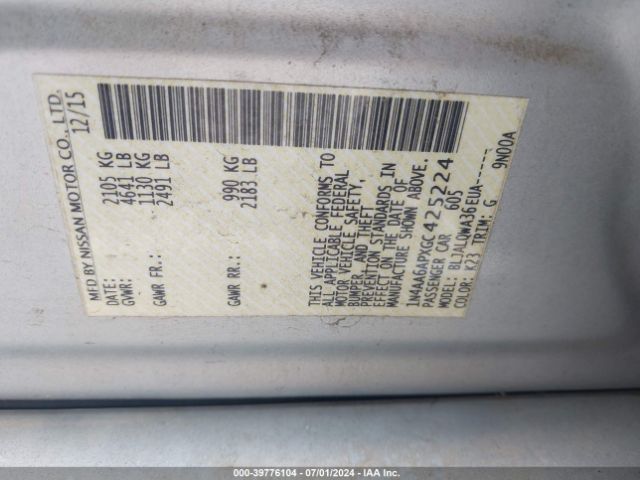 MFD BY NISSAN MOTOR CO., LTD.
DATE: 12/15
GVWR: 2105 KG
4641 LB
GAWR FR.: 1130 KG
2491 LB
GAWR RR.: 990 KG
2183 LB
THIS VEHICLE CONFORMS TO
ALL APPLICABLE FEDERAL
MOTOR VEHICLE SAFETY,
BUMPER, AND THEFT
PREVENTION STANDARDS IN
EFFECT ON THE DATE OF
MANUFACTURE SHOWN ABOVE.
1N4AA6APXGC425224
PASSENGER CAR 605
MODEL: BLJALQWA36EUA-----
COLOR: K23 TRIM: G 9N00A
000-39776104 - 07/01/2024 - IAA Inc.